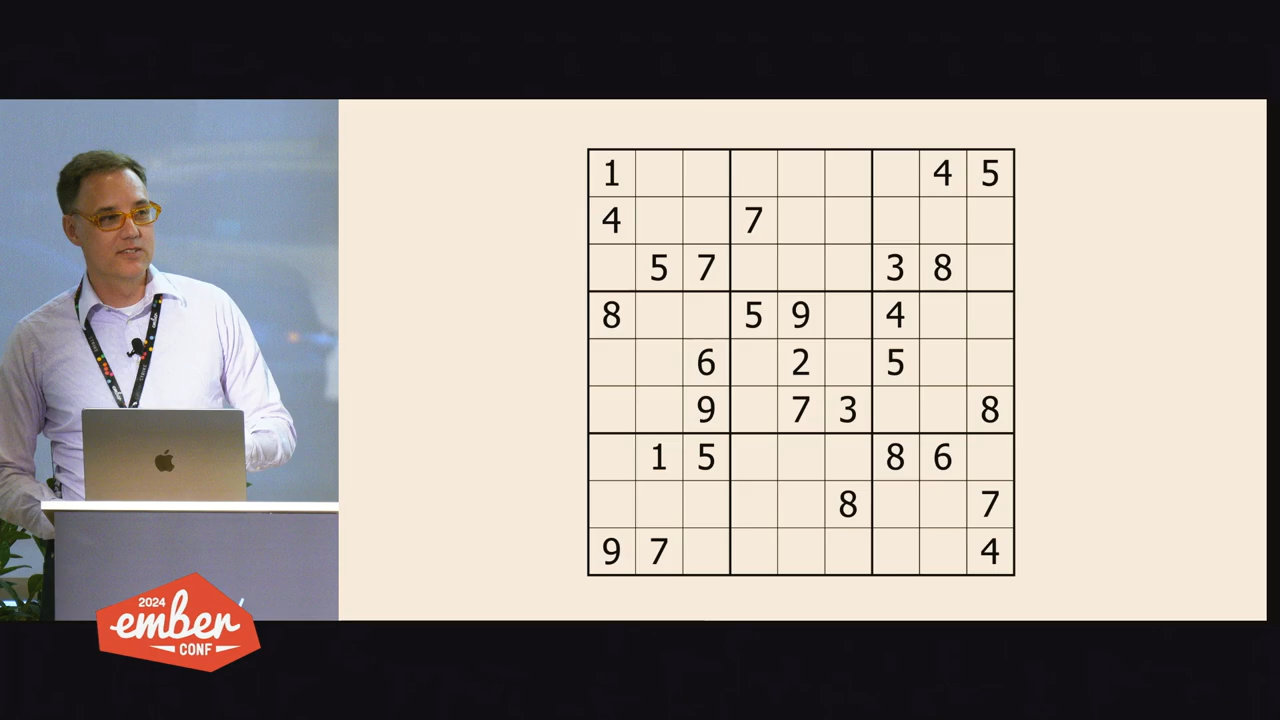 1 4 5
4 7
5 7 3 8
8 5 9 4
6 2 5
9 7 3 8
1 5 8 6
8 7
9 7 4
ember
2024
ember
CONF